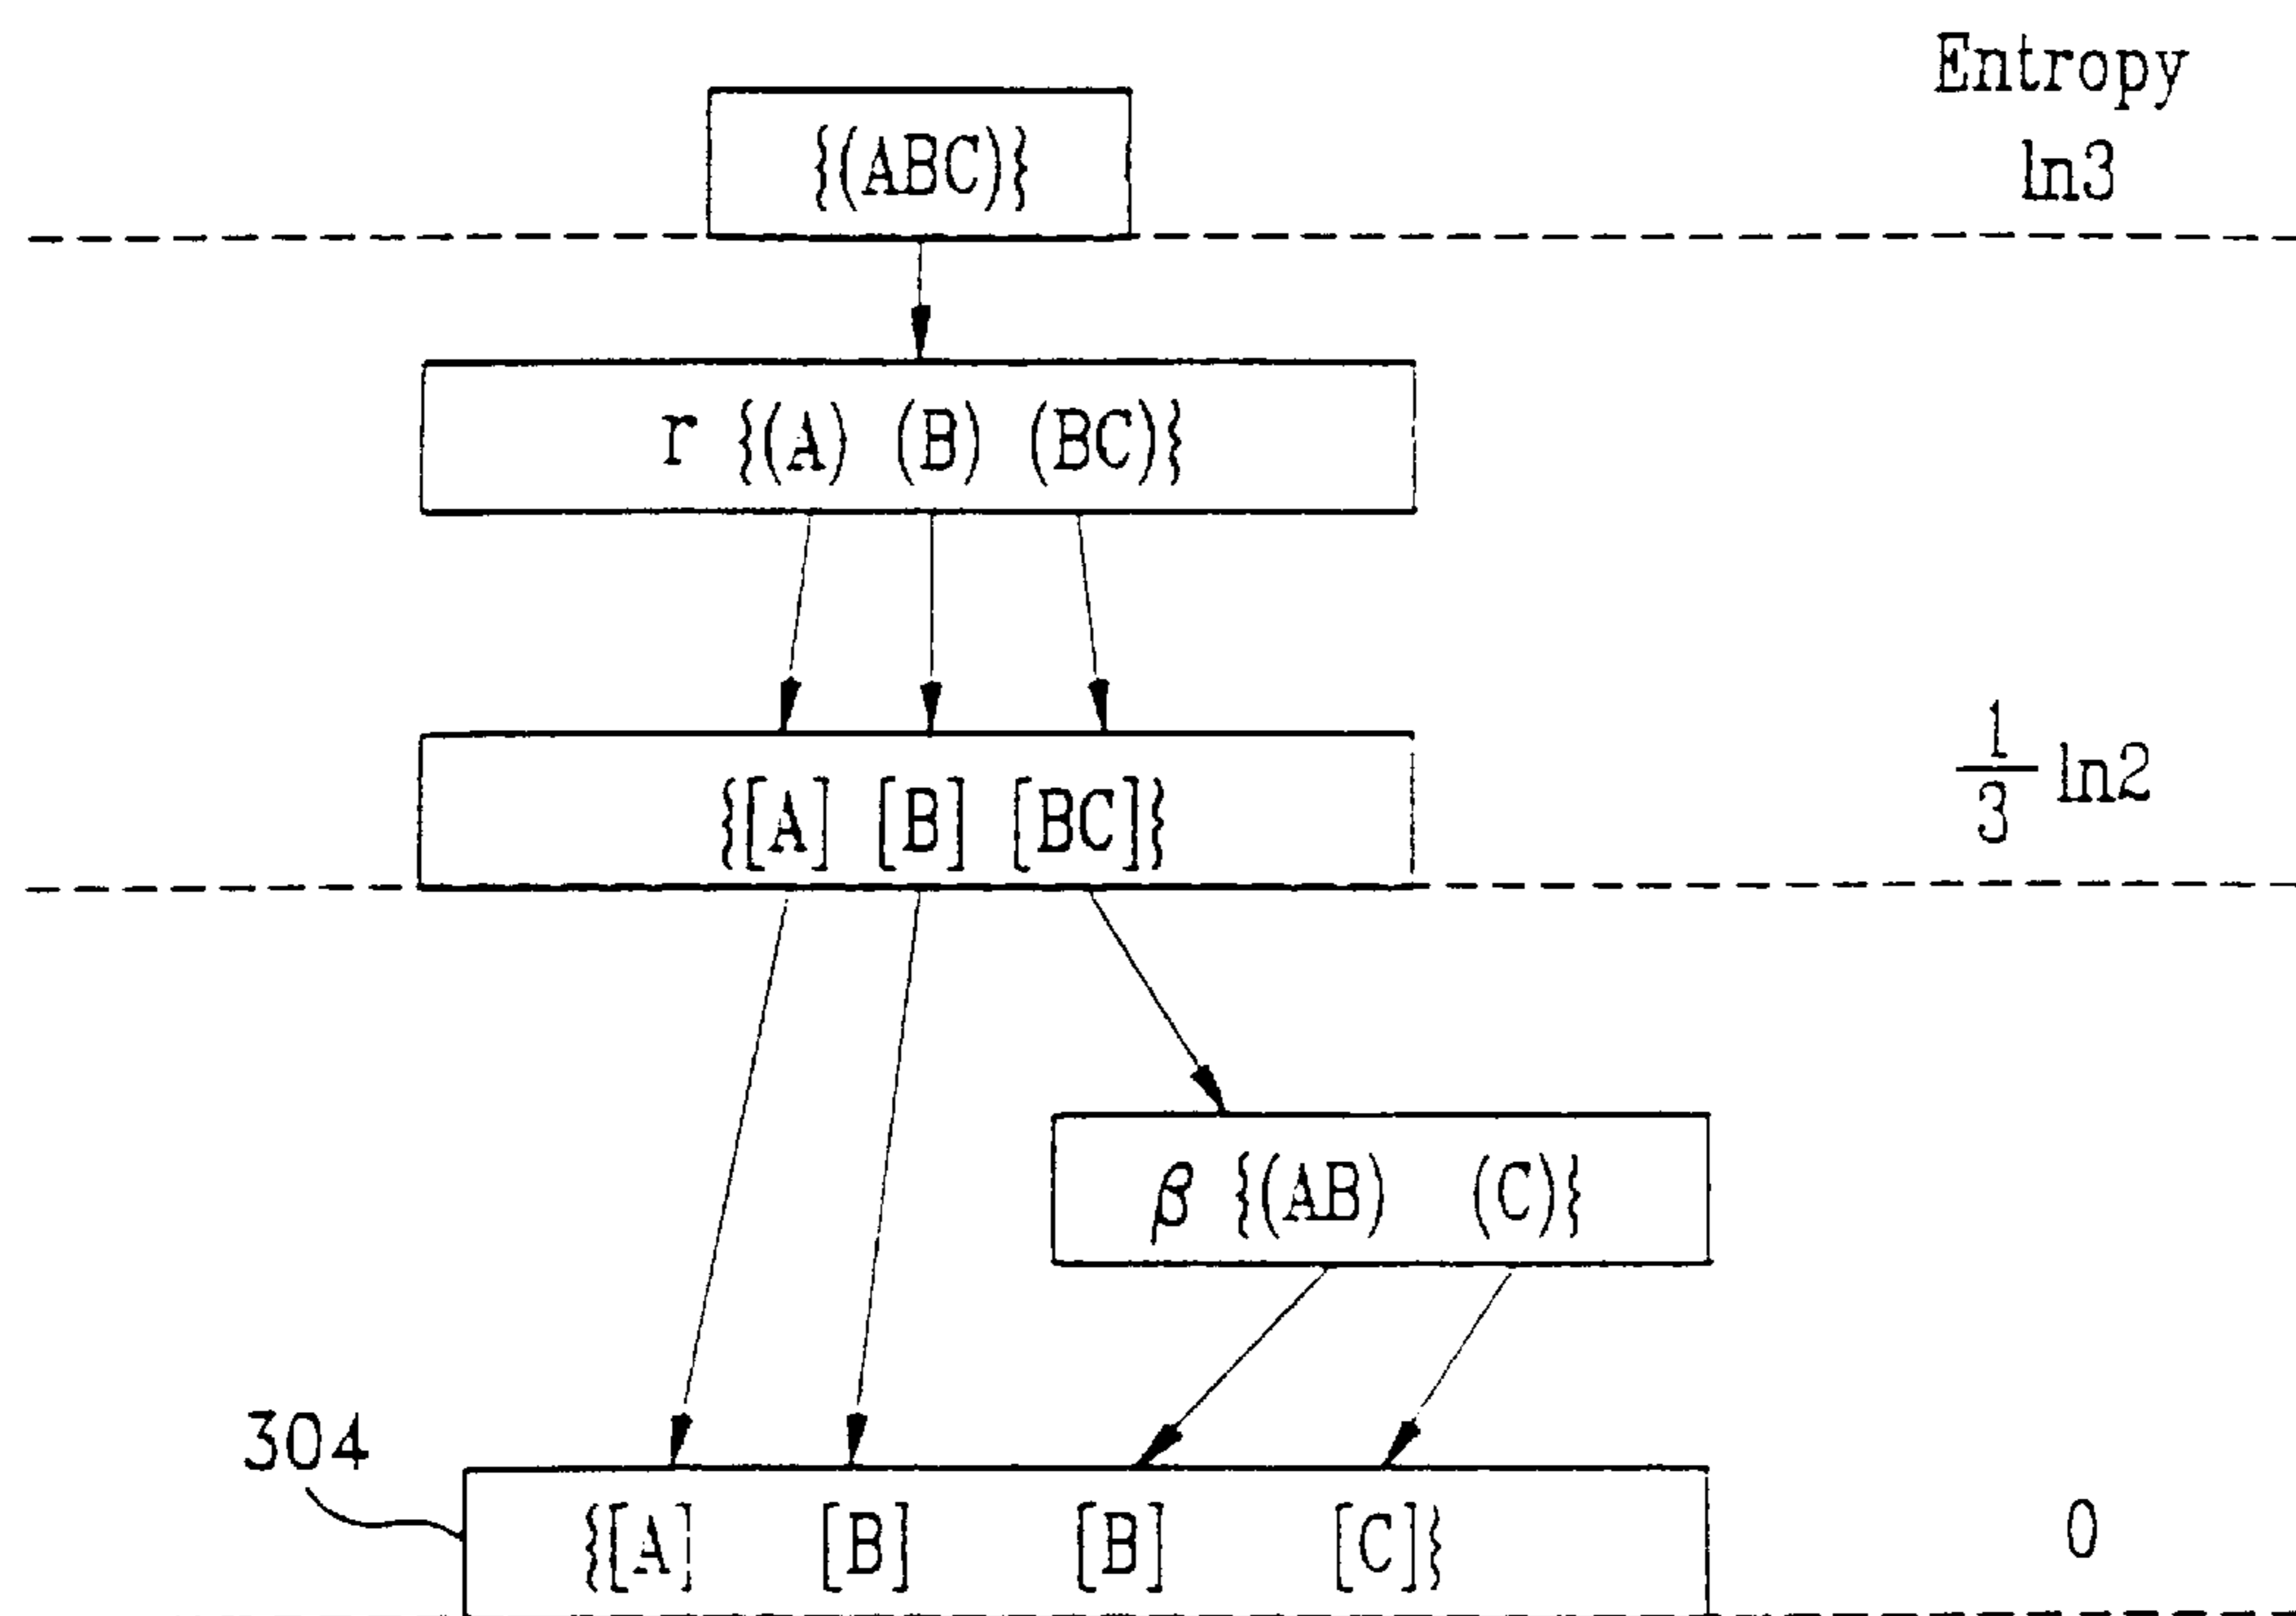 Entropy
{(ABC)}
ln3
r {(A) (B) (BC)}
{[A] [B] [BC]}
1/3 ln2
β {(AB) (C)}
304
{[A] [B] [B] [C]}
0